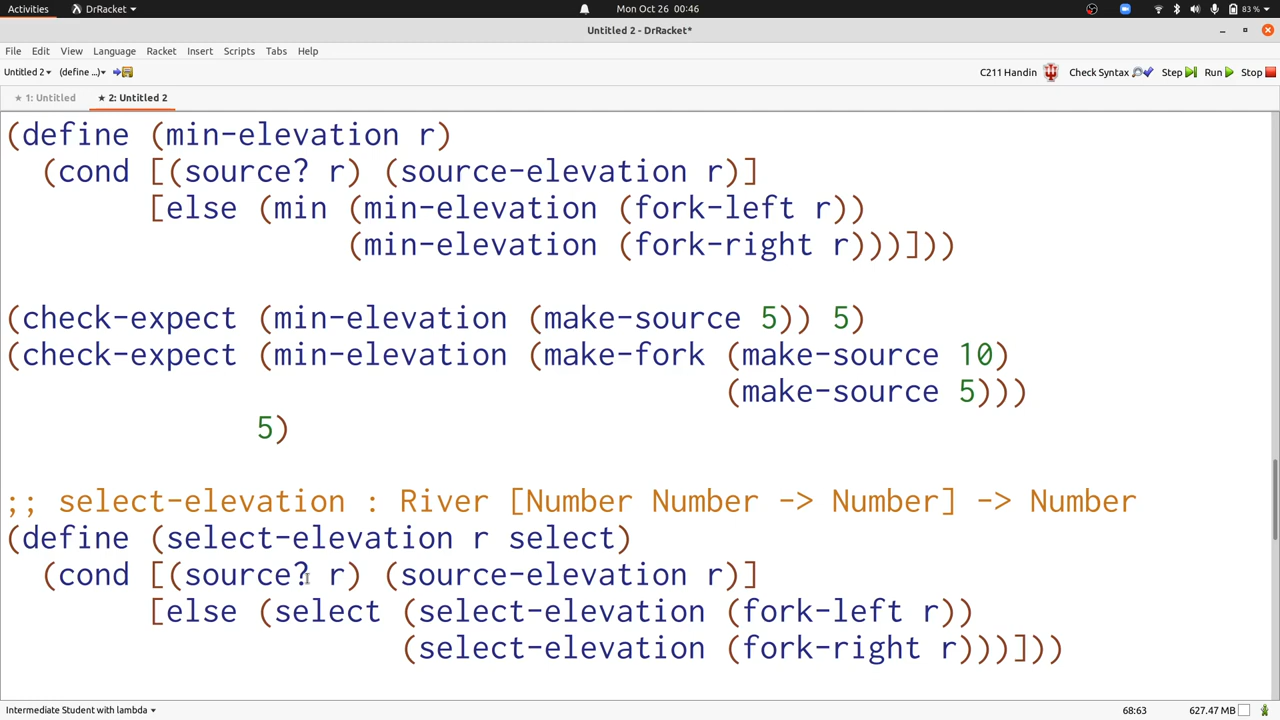 Activities DrRacket Mon Oct 26 00:46 83 %
Untitled 2 - DrRacket*
File Edit View Language Racket Insert Scripts Tabs Help
Untitled 2 (define ...) C211 Handin Check Syntax Step Run Stop
★ 1: Untitled ★ 2: Untitled 2
(define (min-elevation r)
(cond [(source? r) (source-elevation r)]
[else (min (min-elevation (fork-left r))
(min-elevation (fork-right r)))]))
(check-expect (min-elevation (make-source 5)) 5)
(check-expect (min-elevation (make-fork (make-source 10)
(make-source 5)))
5)
;; select-elevation : River [Number Number -> Number] -> Number
(define (select-elevation r select)
(cond [(source? r) (source-elevation r)]
[else (select (select-elevation (fork-left r))
(select-elevation (fork-right r)))]))
Intermediate Student with lambda 68:63 627.47 MB